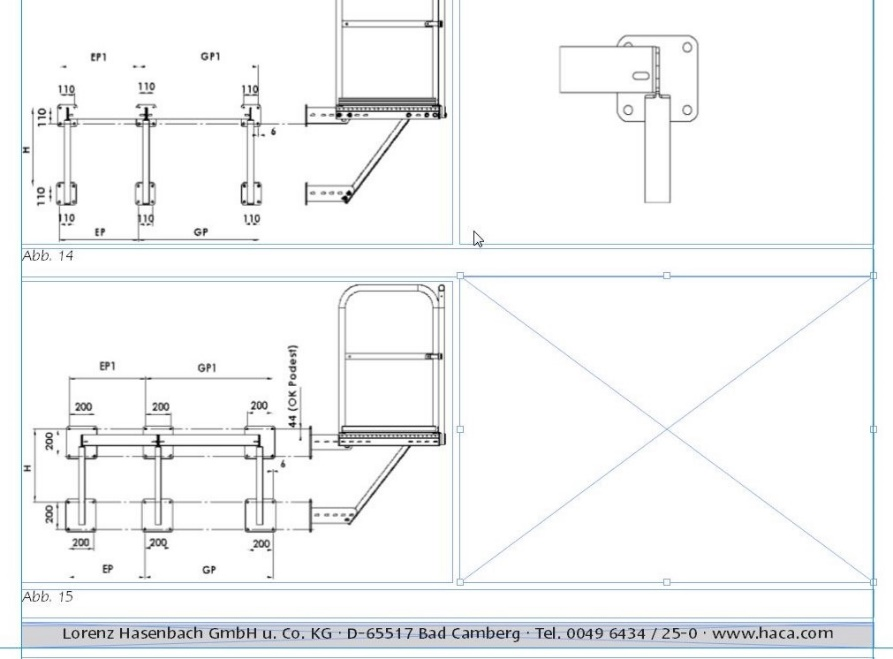 EP1 GP1
110 110 110
110
6
H
110
110 110 110
EP GP
Abb. 14
EP1 GP1
44 (OK Podest)
200 200 200
200
6
H
200
200 200 200
EP GP
Abb. 15
Lorenz Hasenbach GmbH u. Co. KG · D-65517 Bad Camberg · Tel. 0049 6434 / 25-0 · www.haca.com